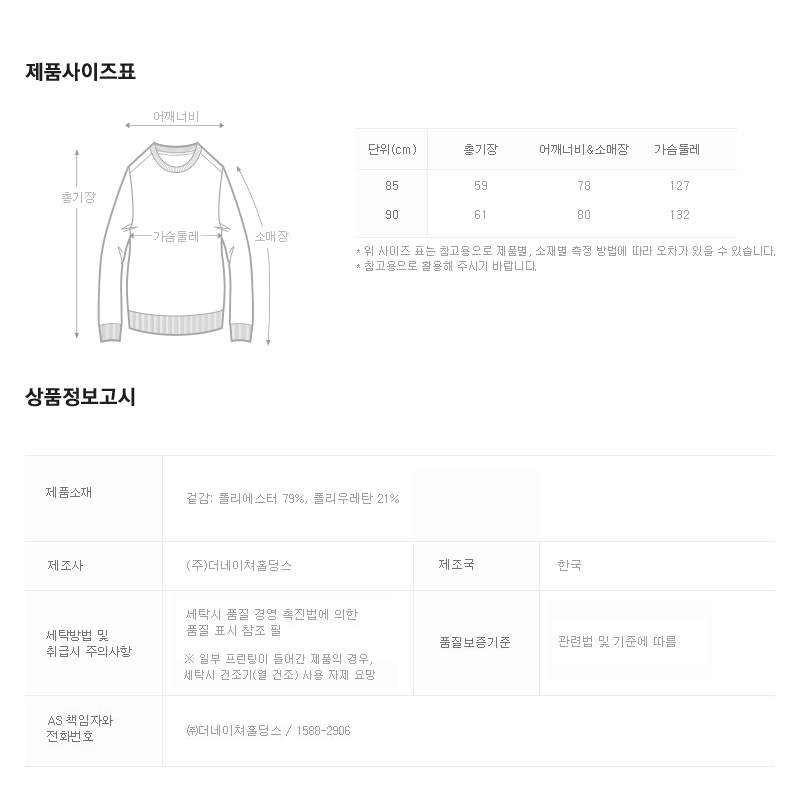 제품사이즈표
어깨너비
총기장
가슴둘레
소매장
단위(cm) 총기장 어깨너비&소매장 가슴둘레
85 59 78 127
90 61 80 132
* 위 사이즈 표는 참고용으로 제품별, 소재별 측정 방법에 따라 오차가 있을 수 있습니다.
* 참고용으로 활용해 주시기 바랍니다.
상품정보고시
제품소재
겉감: 폴리에스터 79%, 폴리우레탄 21%
제조사
(주)더네이쳐홀딩스
제조국
한국
세탁방법 및
취급시 주의사항
세탁시 품질 경영 촉진법에 의한
품질 표시 참조 필
※ 일부 프린팅이 들어간 제품의 경우,
세탁시 건조기(열 건조) 사용 자제 요망
품질보증기준
관련법 및 기준에 따름
AS 책임자와
전화번호
㈜더네이쳐홀딩스 / 1588-2906